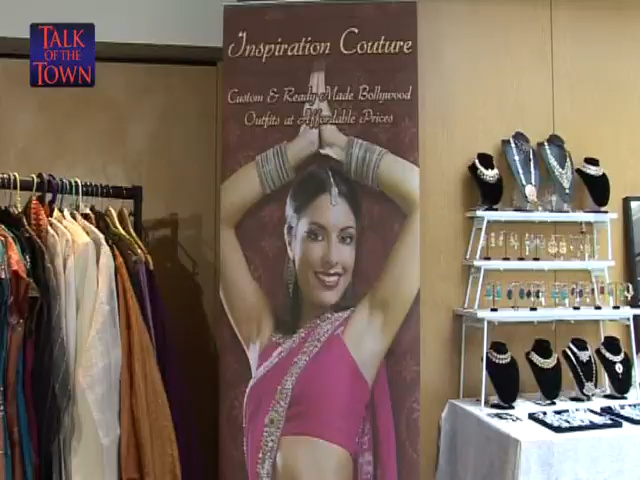 TALK
OF THE
TOWN
Inspiration Couture
Custom & Ready Made Bollywood
Outfits at Affordable Prices